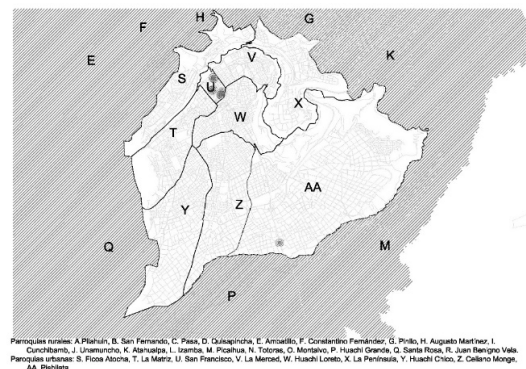 H
G
F
V
K
E
S
U
X
W
T
AA
Y
Z
Q
M
P
Parroquias rurales: A.Pilahuín, B. San Fernando, C. Pasa, D. Quisapincha, E. Ambatillo, F. Constantino Fernández, G. Pinllo, H. Augusto Martínez, I.
Cunchibamb, J. Unamuncho, K. Atahualpa, L. Izamba, M. Picaihua, N. Totoras, O. Montalvo, P. Huachi Grande, Q. Santa Rosa, R. Juan Benigno Vela.
Parroquias urbanas: S. Ficoa Atocha, T. La Matriz, U. San Francisco, V. La Merced, W. Huachi Loreto, X. La Península, Y. Huachi Chico, Z. Celiano Monge,
AA. Pishilata